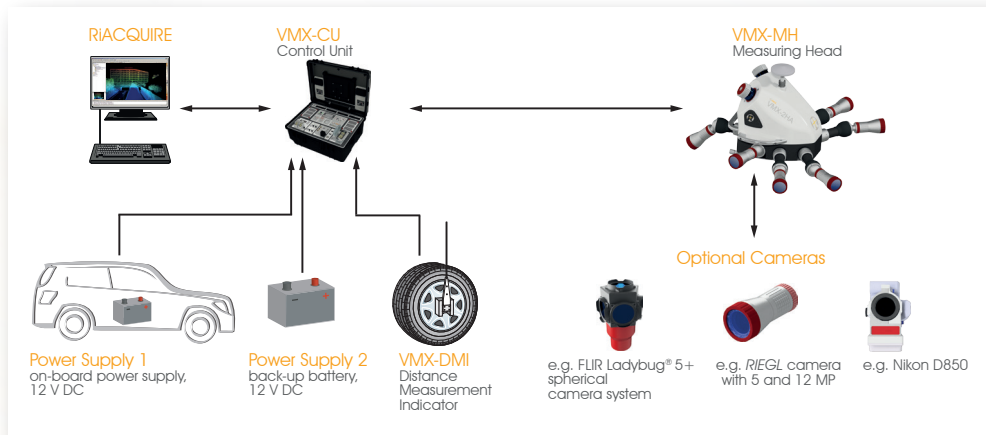 RiACQUIRE
VMX-CU
Control Unit
VMX-MH
Measuring Head
Optional Cameras
Power Supply 1
on-board power supply,
12 V DC
Power Supply 2
back-up battery,
12 V DC
VMX-DMI
Distance
Measurement
Indicator
e.g. FLIR Ladybug® 5+
spherical
camera system
e.g. RIEGL camera
with 5 and 12 MP
e.g. Nikon D850